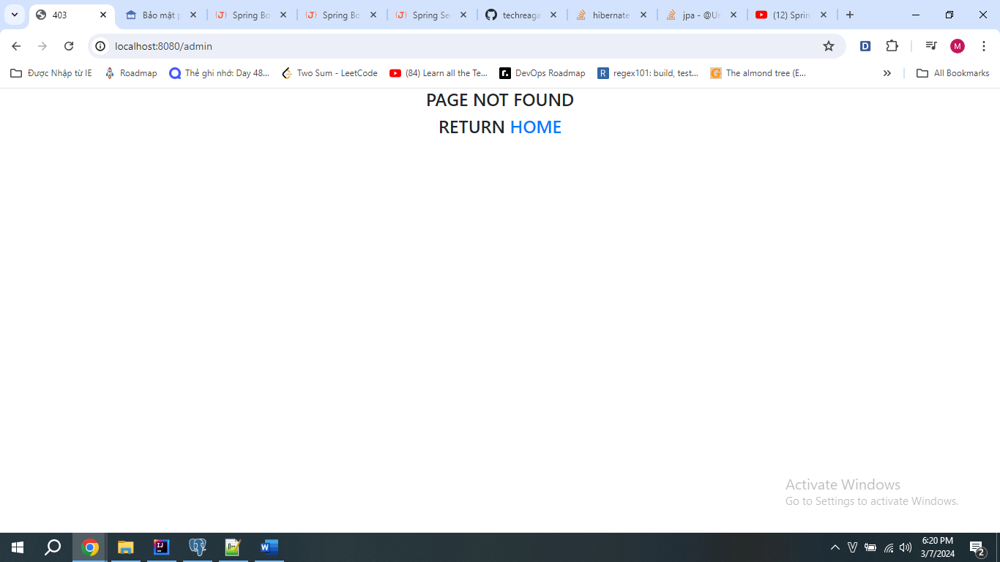 403
Bảo mật p
Spring Bo
Spring Bo
Spring Se
techreaga
hibernate
jpa - @Un
(12) Sprin
localhost:8080/admin
D
M
Được Nhập từ IE
Roadmap
Thẻ ghi nhớ: Day 48...
Two Sum - LeetCode
(84) Learn all the Te...
DevOps Roadmap
regex101: build, test...
The almond tree (E...
All Bookmarks
PAGE NOT FOUND
RETURN HOME
Activate Windows
Go to Settings to activate Windows.
6:20 PM
3/7/2024
2